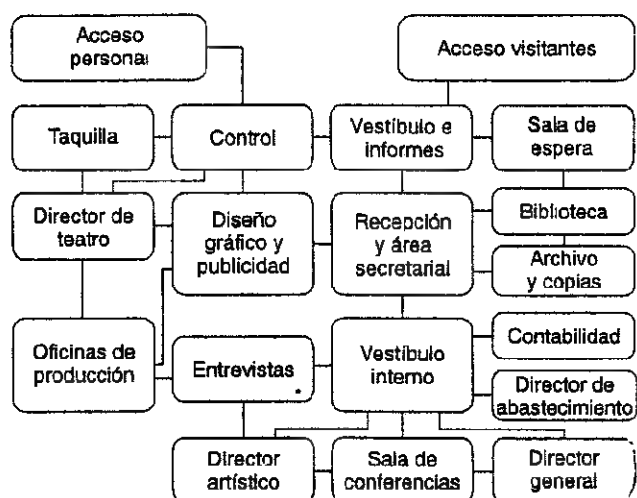 Acceso
personal
Acceso visitantes
Taquilla
Control
Vestíbulo e
informes
Sala de
espera
Director de
teatro
Diseño
gráfico y
publicidad
Recepción
y área
secretarial
Biblioteca
Archivo
y copias
Oficinas de
producción
Entrevistas
Vestíbulo
interno
Contabilidad
Director de
abastecimiento
Director
artístico
Sala de
conferencias
Director
general